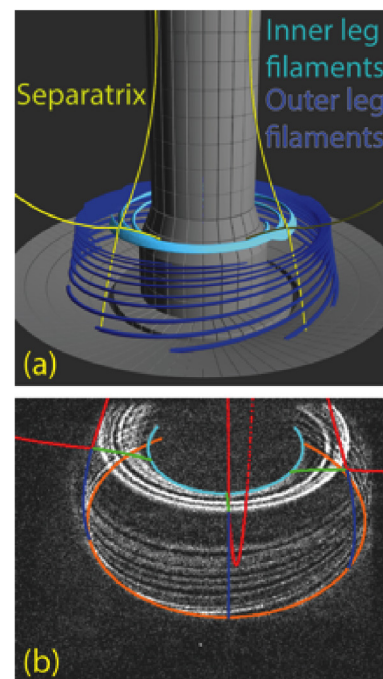 Inner leg
filaments
Separatrix
Outer leg
filaments
(a)
(b)